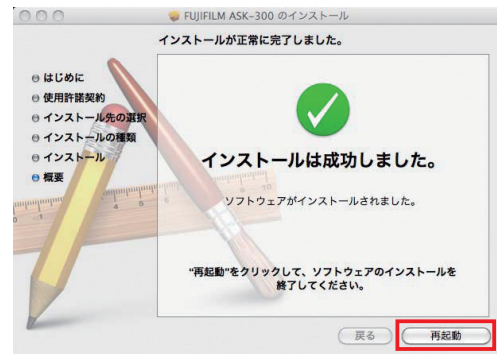 FUJIFILM ASK-300 のインストール
インストールが正常に完了しました。
はじめに
使用許諾契約
インストール先の選択
インストールの種類
インストール
概要
インストールは成功しました。
ソフトウェアがインストールされました。
"再起動"をクリックして、ソフトウェアのインストールを
終了してください。
戻る
再起動